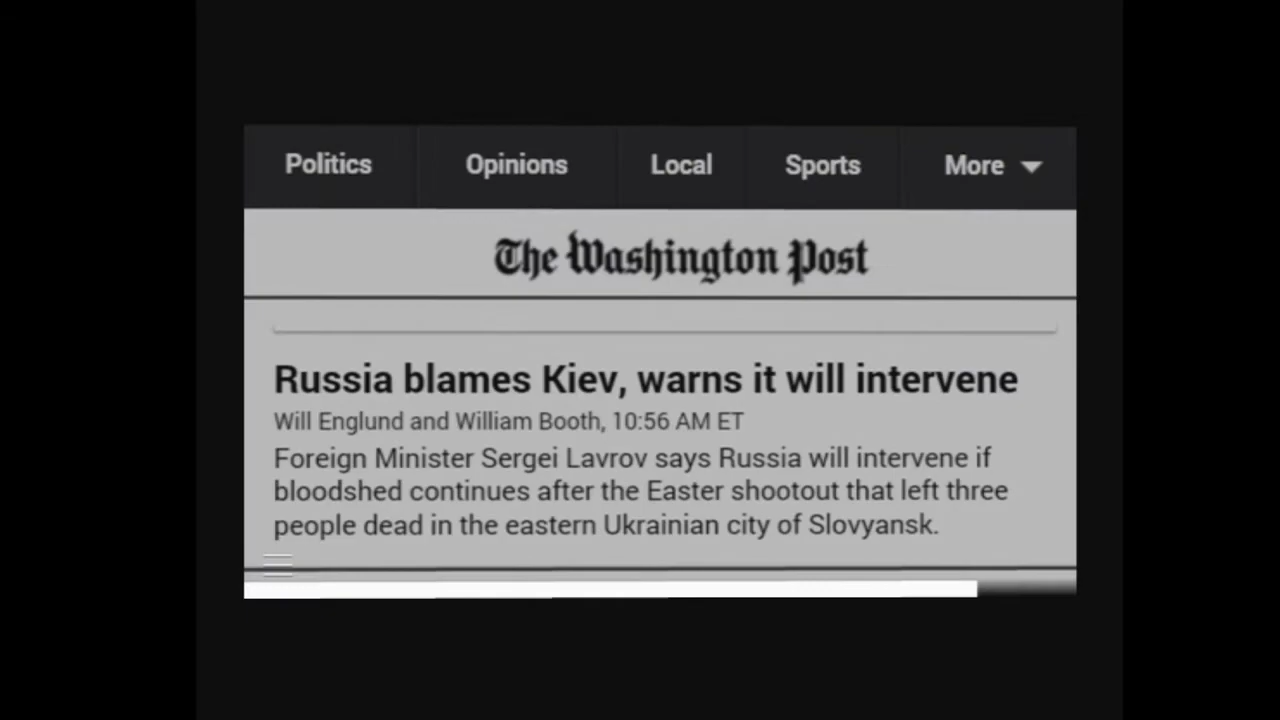 Politics Opinions Local Sports More
The Washington Post
Russia blames Kiev, warns it will intervene
Will Englund and William Booth, 10:56 AM ET
Foreign Minister Sergei Lavrov says Russia will intervene if
bloodshed continues after the Easter shootout that left three
people dead in the eastern Ukrainian city of Slovyansk.